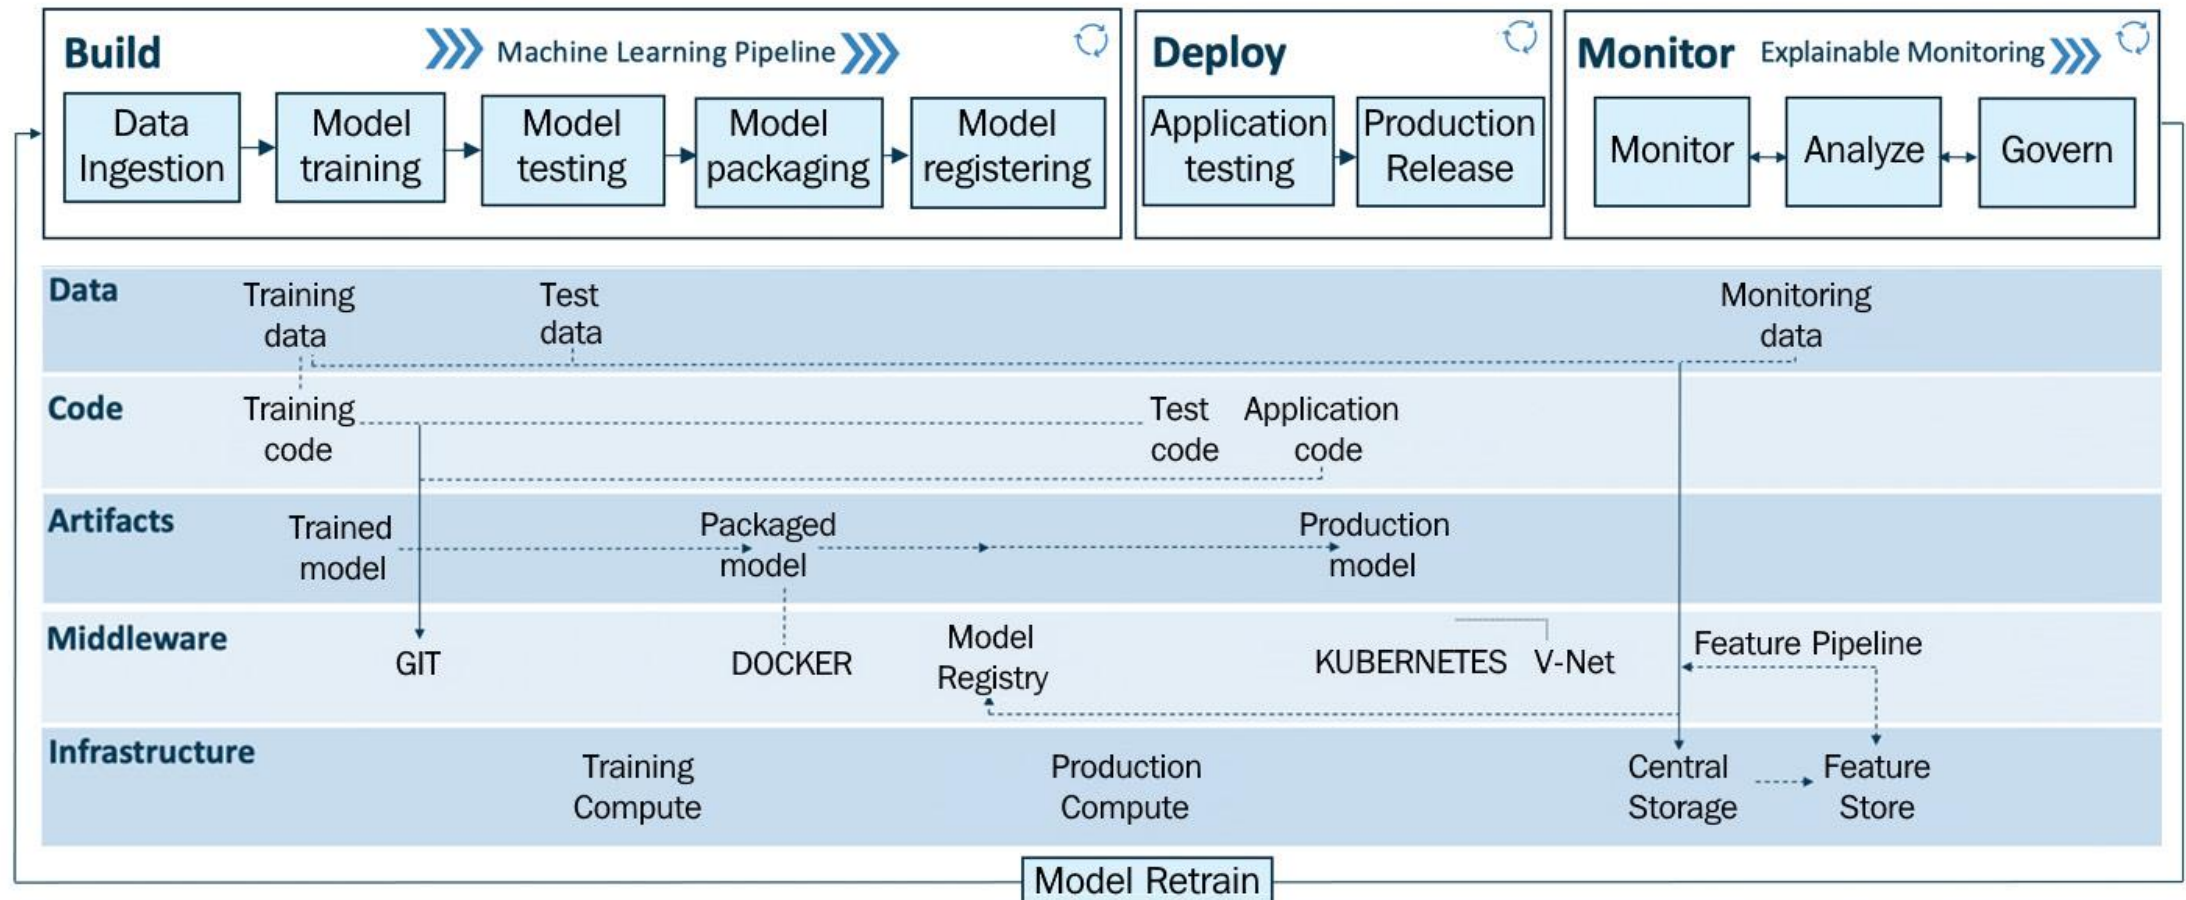 Build
Machine Learning Pipeline
Data
Ingestion
Model
training
Model
testing
Model
packaging
Model
registering
Deploy
Application
testing
Production
Release
Monitor
Explainable Monitoring
Monitor
Analyze
Govern
Data
Training
data
Test
data
Monitoring
data
Code
Training
code
Test
code
Application
code
Artifacts
Trained
model
Packaged
model
Production
model
Middleware
GIT
DOCKER
Model
Registry
KUBERNETES
V-Net
Feature Pipeline
Infrastructure
Training
Compute
Production
Compute
Central
Storage
Feature
Store
Model Retrain